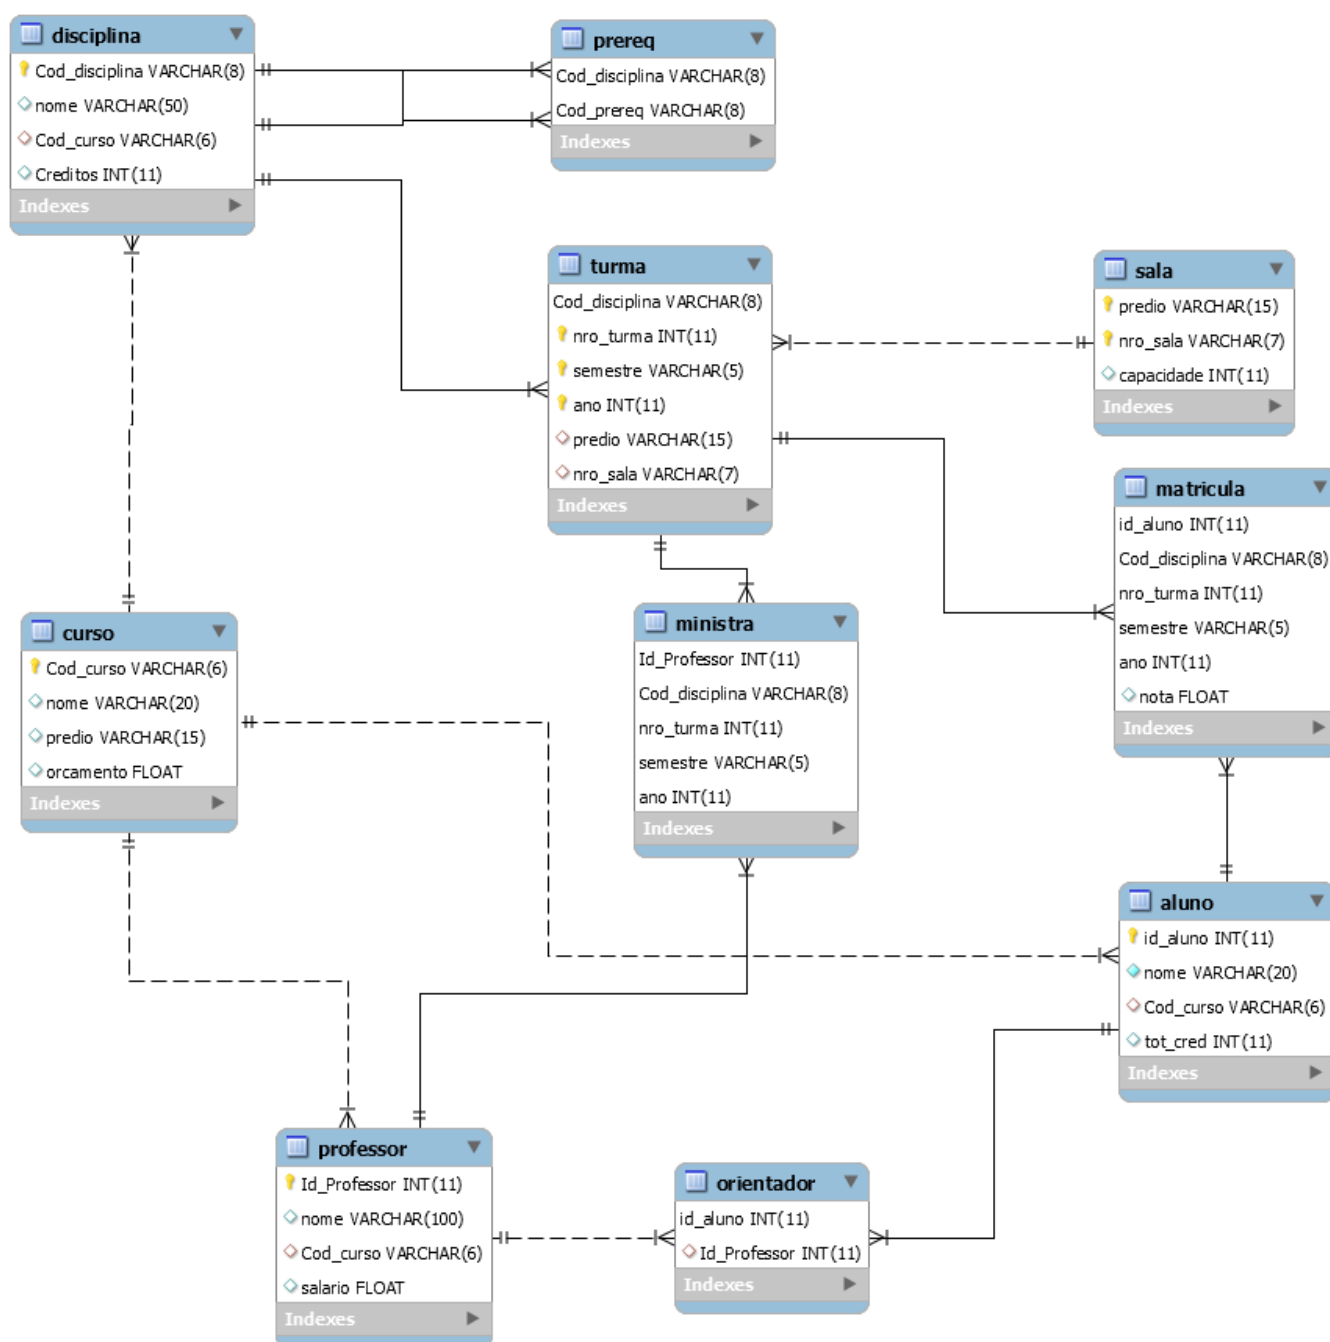 disciplina
Cod_disciplina VARCHAR(8)
nome VARCHAR(50)
Cod_curso VARCHAR(6)
Creditos INT(11)
Indexes
prereq
Cod_disciplina VARCHAR(8)
Cod_prereq VARCHAR(8)
Indexes
turma
Cod_disciplina VARCHAR(8)
nro_turma INT(11)
semestre VARCHAR(5)
ano INT(11)
predio VARCHAR(15)
nro_sala VARCHAR(7)
Indexes
sala
predio VARCHAR(15)
nro_sala VARCHAR(7)
capacidade INT(11)
Indexes
matricula
id_aluno INT(11)
Cod_disciplina VARCHAR(8)
nro_turma INT(11)
semestre VARCHAR(5)
ano INT(11)
nota FLOAT
Indexes
curso
Cod_curso VARCHAR(6)
nome VARCHAR(20)
predio VARCHAR(15)
orcamento FLOAT
Indexes
ministra
Id_Professor INT(11)
Cod_disciplina VARCHAR(8)
nro_turma INT(11)
semestre VARCHAR(5)
ano INT(11)
Indexes
aluno
id_aluno INT(11)
nome VARCHAR(20)
Cod_curso VARCHAR(6)
tot_cred INT(11)
Indexes
professor
Id_Professor INT(11)
nome VARCHAR(100)
Cod_curso VARCHAR(6)
salario FLOAT
Indexes
orientador
id_aluno INT(11)
Id_Professor INT(11)
Indexes